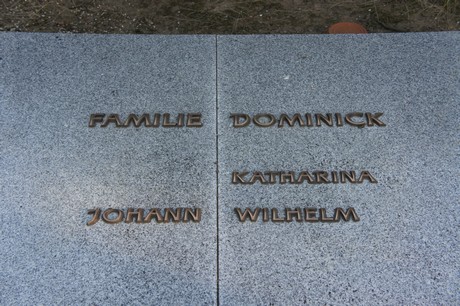 FAMILIE DOMINICK
KATHARINA
JOHANN WILHELM